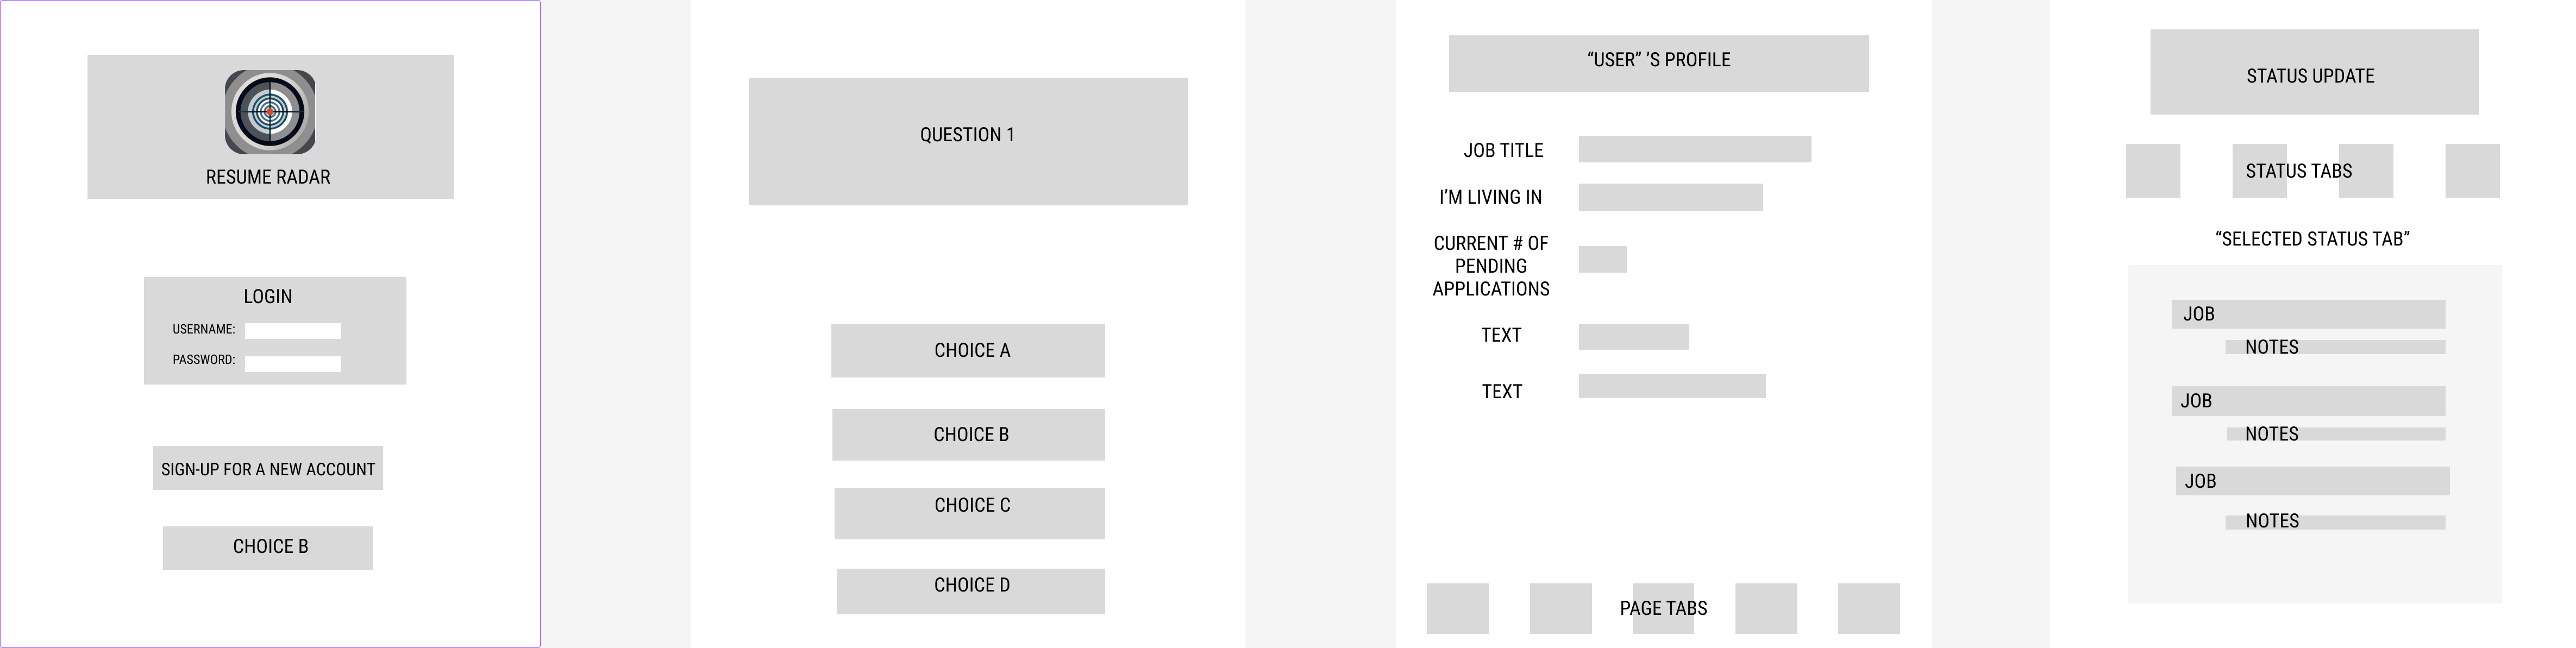 RESUME RADAR
LOGIN
USERNAME:
PASSWORD:
SIGN-UP FOR A NEW ACCOUNT
CHOICE B
QUESTION 1
CHOICE A
CHOICE B
CHOICE C
CHOICE D
“USER” ’S PROFILE
JOB TITLE
I’M LIVING IN
CURRENT # OF
PENDING
APPLICATIONS
TEXT
TEXT
PAGE TABS
STATUS UPDATE
STATUS TABS
“SELECTED STATUS TAB”
JOB
NOTES
JOB
NOTES
JOB
NOTES